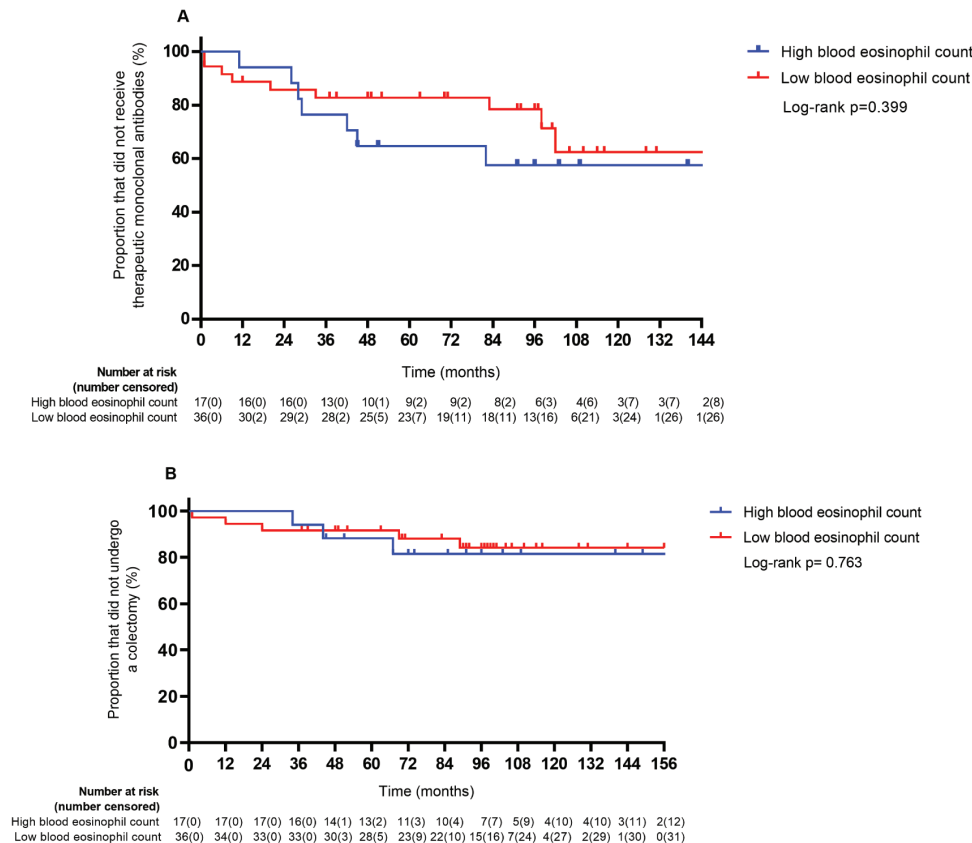 A
Proportion that did not receive
therapeutic monoclonal antibodies (%)
100
80
60
40
20
0
0 12 24 36 48 60 72 84 96 108 120 132 144
Time (months)
High blood eosinophil count
Low blood eosinophil count
Log-rank p=0.399
Number at risk
(number censored)
High blood eosinophil count 17(0) 16(0) 16(0) 13(0) 10(1) 9(2) 9(2) 8(2) 6(3) 4(6) 3(7) 3(7) 2(8)
Low blood eosinophil count 36(0) 30(2) 29(2) 28(2) 25(5) 23(7) 19(11) 18(11) 13(16) 6(21) 3(24) 1(26) 1(26)
B
Proportion that did not undergo
a colectomy (%)
100
80
60
40
20
0
0 12 24 36 48 60 72 84 96 108 120 132 144 156
Time (months)
High blood eosinophil count
Low blood eosinophil count
Log-rank p= 0.763
Number at risk
(number censored)
High blood eosinophil count 17(0) 17(0) 17(0) 16(0) 14(1) 13(2) 11(3) 10(4) 7(7) 5(9) 4(10) 4(10) 3(11) 2(12)
Low blood eosinophil count 36(0) 34(0) 33(0) 33(0) 30(3) 28(5) 23(9) 22(10) 15(16) 7(24) 4(27) 2(29) 1(30) 0(31)